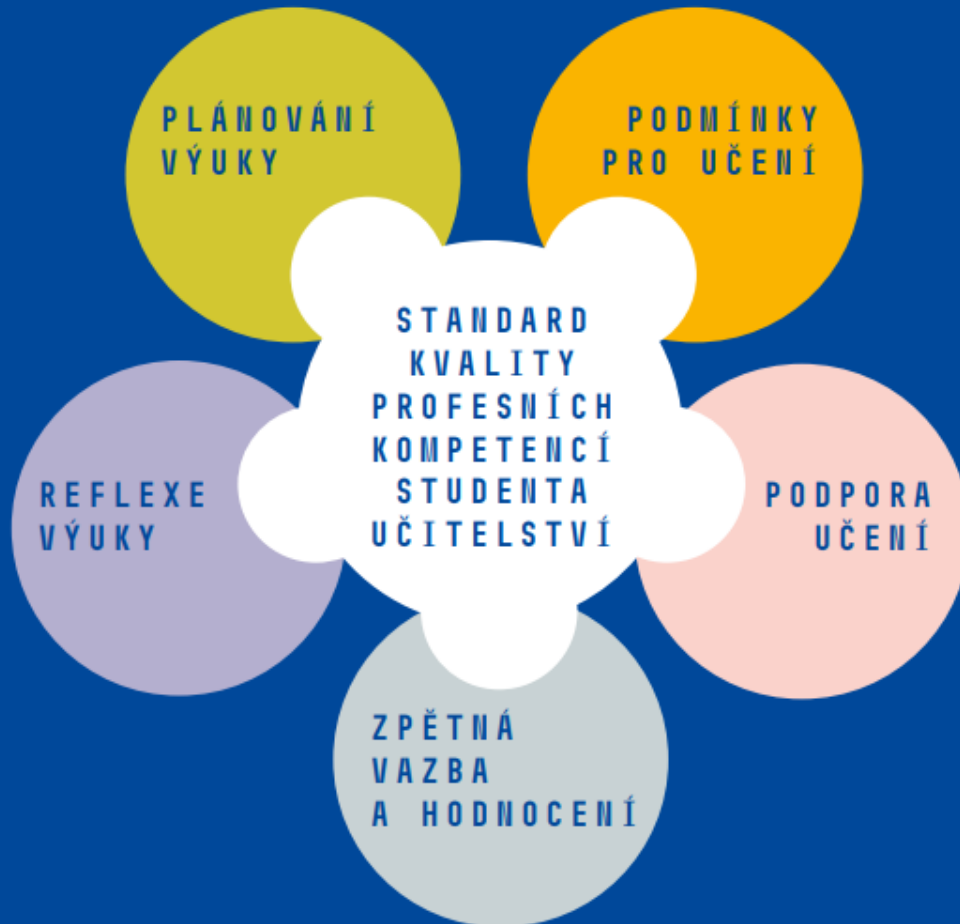 PLÁNOVÁNÍ
VÝUKY
PODMÍNKY
PRO UČENÍ
STANDARD
KVALITY
PROFESNÍCH
KOMPETENCÍ
STUDENTA
UČITELSTVÍ
REFLEXE
VÝUKY
PODPORA
UČENÍ
ZPĚTNÁ
VAZBA
A HODNOCENÍ